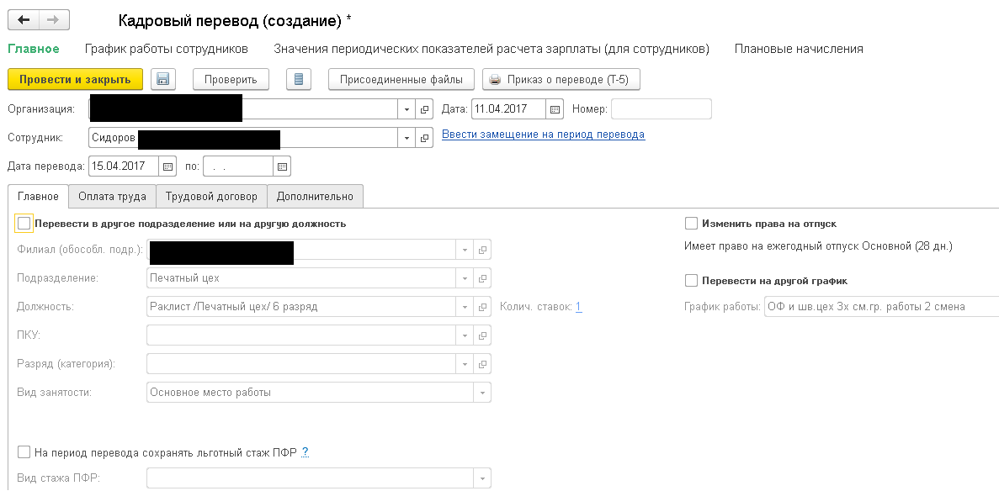 Кадровый перевод (создание) *
Главное График работы сотрудников Значения периодических показателей расчета зарплаты (для сотрудников) Плановые начисления
Провести и закрыть Проверить Присоединенные файлы Приказ о переводе (Т-5)
Организация: Дата: 11.04.2017 Номер:
Сотрудник: Сидоров Ввести замещение на период перевода
Дата перевода: 15.04.2017 по: . .
Главное Оплата труда Трудовой договор Дополнительно
Перевести в другое подразделение или на другую должность Изменить права на отпуск
Филиал (обособл. подр.): Имеет право на ежегодный отпуск Основной (28 дн.)
Подразделение: Печатный цех Перевести на другой график
Должность: Раклист /Печатный цех/ 6 разряд Колич. ставок: 1 График работы: ОФ и шв.цех 3х см.гр. работы 2 смена
ПКУ:
Разряд (категория):
Вид занятости: Основное место работы
На период перевода сохранять льготный стаж ПФР ?
Вид стажа ПФР: